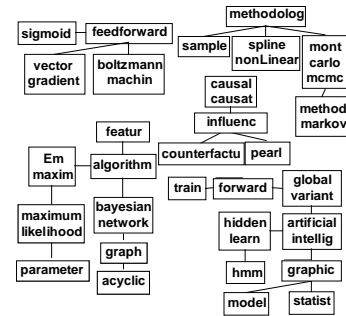 methodolog
sigmoid
feedforward
sample
spline
nonLinear
mont
carlo
mcmc
vector
gradient
boltzmann
machin
causal
causat
method
markov
influenc
featur
counterfactu
pearl
Em
maxim
algorithm
train
forward
global
variant
maximum
likelihood
bayesian
network
hidden
learn
artificial
intellig
graph
parameter
hmm
graphic
acyclic
model
statist